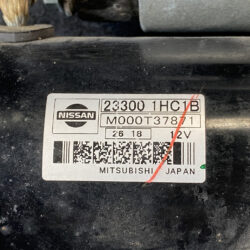 NISSAN
23300 1HC1B
M000T37871
26 18 12V
MITSUBISHI JAPAN